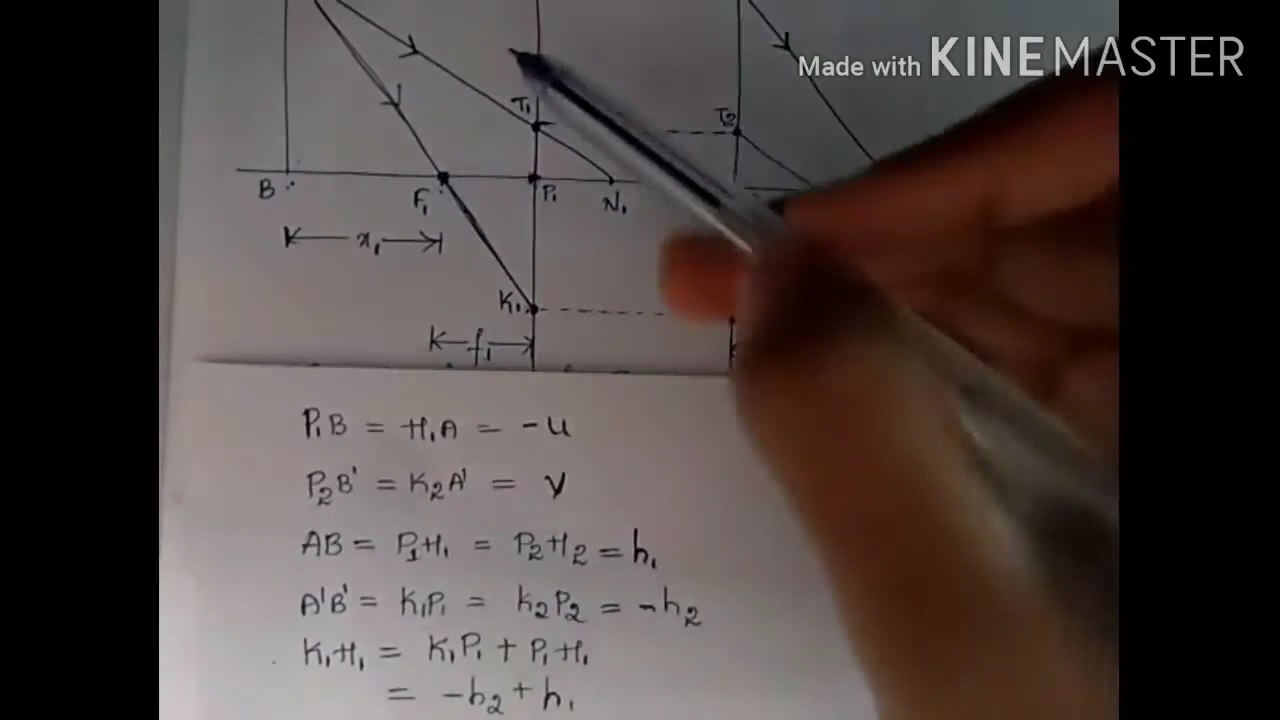 Made with KINEMASTER
T₁ T₂
B F₁ P₁ N₁
x₁
K₁
f₁
P₁B = H₁A = -u
P₂B' = K₂A' = v
AB = P₁H₁ = P₂H₂ = h₁
A'B' = K₁P₁ = K₂P₂ = -h₂
K₁H₁ = K₁P₁ + P₁H₁
= -h₂ + h₁